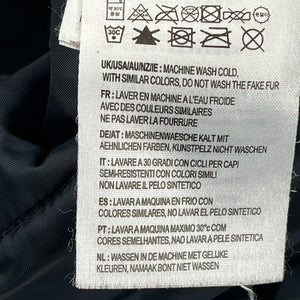 30C
UK/USA/AU/NZ/IE : MACHINE WASH COLD,
WITH SIMILAR COLORS, DO NOT WASH THE FAKE FUR
FR : LAVER EN MACHINE A L'EAU FROIDE
AVEC DES COULEURS SIMILAIRES
NE PAS LAVER LA FOURRURE
DE/AT : MASCHINENWAESCHE KALT MIT
AEHNLICHEN FARBEN, KUNSTPELZ NICHT WASCHEN
IT : LAVARE A 30 GRADI CON CICLI PER CAPI
SEMI-RESISTENTI CON COLORI SIMILI
NON LAVARE IL PELO SINTETICO
ES : LAVAR A MAQUINA EN FRIO CON
COLORES SIMILARES, NO LAVAR EL PELO SINTETICO
PT : LAVAR A MAQUINA MAXIMO 30°c COM
CORES SEMELHANTES, NAO LAVAR O PELO SINTETICO
NL : WASSEN IN DE MACHINE MET GELIJKE
KLEUREN, NAMAAK BONT NIET WASSEN